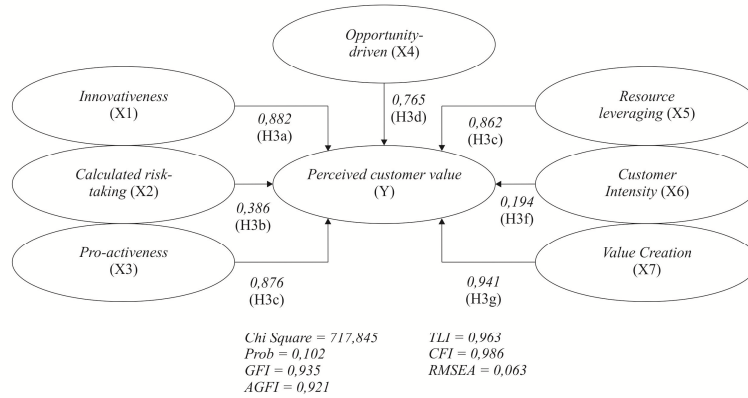 Opportunity-
driven (X4)
Innovativeness
(X1)
0,882
(H3a)
0,765
(H3d)
0,862
(H3c)
Resource
leveraging (X5)
Calculated risk-
taking (X2)
0,386
(H3b)
Perceived customer value
(Y)
0,194
(H3f)
Customer
Intensity (X6)
Pro-activeness
(X3)
0,876
(H3c)
0,941
(H3g)
Value Creation
(X7)
Chi Square = 717,845
Prob = 0,102
GFI = 0,935
AGFI = 0,921
TLI = 0,963
CFI = 0,986
RMSEA = 0,063